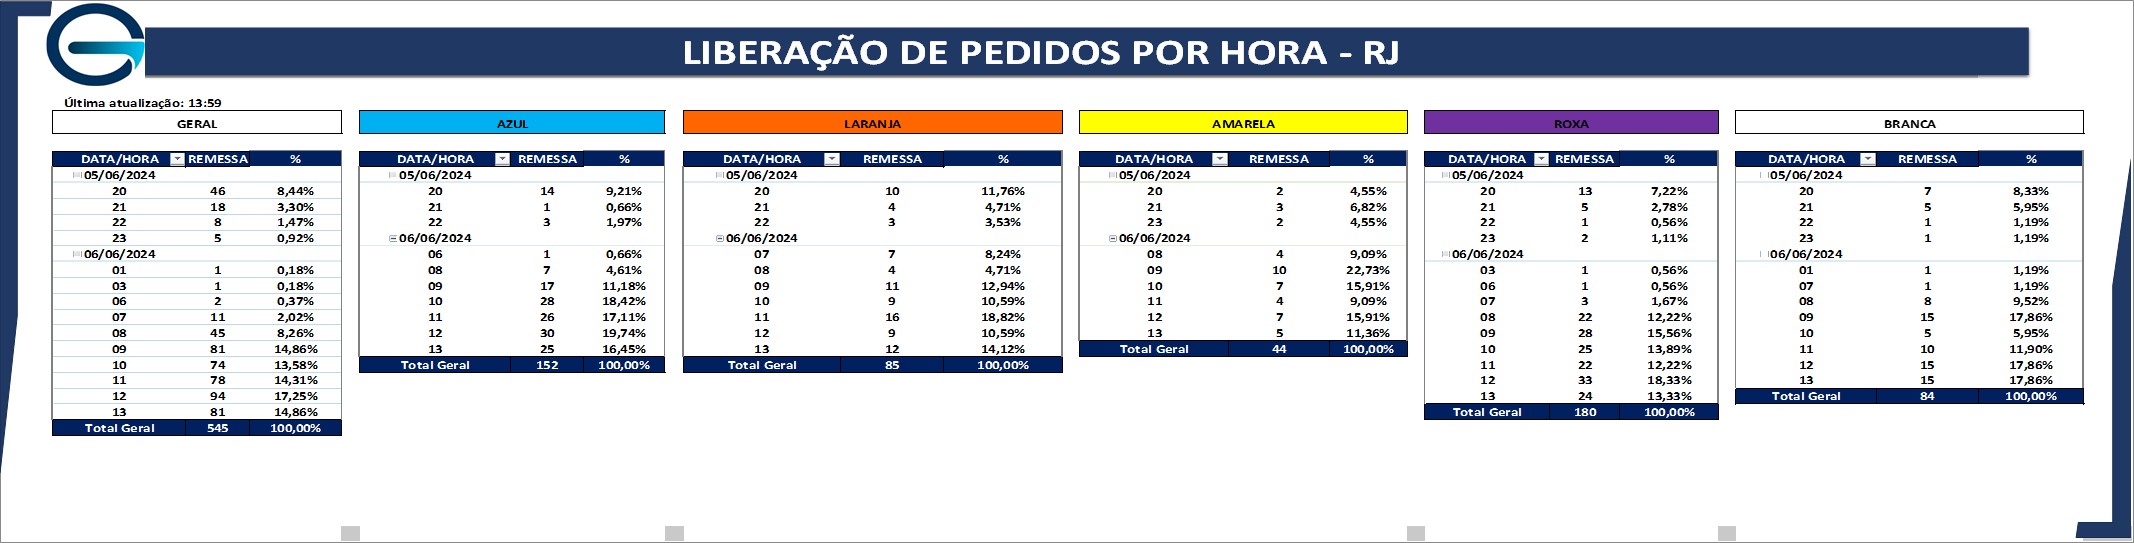 LIBERAÇÃO DE PEDIDOS POR HORA - RJ
Última atualização: 13:59
GERAL
DATA/HORA REMESSA %
05/06/2024
20 46 8,44%
21 18 3,30%
22 8 1,47%
23 5 0,92%
06/06/2024
01 1 0,18%
03 1 0,18%
06 2 0,37%
07 11 2,02%
08 45 8,26%
09 81 14,86%
10 74 13,58%
11 78 14,31%
12 94 17,25%
13 81 14,86%
Total Geral 545 100,00%
AZUL
DATA/HORA REMESSA %
05/06/2024
20 14 9,21%
21 1 0,66%
22 3 1,97%
06/06/2024
06 1 0,66%
08 7 4,61%
09 17 11,18%
10 28 18,42%
11 26 17,11%
12 30 19,74%
13 25 16,45%
Total Geral 152 100,00%
LARANJA
DATA/HORA REMESSA %
05/06/2024
20 10 11,76%
21 4 4,71%
22 3 3,53%
06/06/2024
07 7 8,24%
08 4 4,71%
09 11 12,94%
10 9 10,59%
11 16 18,82%
12 9 10,59%
13 12 14,12%
Total Geral 85 100,00%
AMARELA
DATA/HORA REMESSA %
05/06/2024
20 2 4,55%
21 3 6,82%
23 2 4,55%
06/06/2024
08 4 9,09%
09 10 22,73%
10 7 15,91%
11 4 9,09%
12 7 15,91%
13 5 11,36%
Total Geral 44 100,00%
ROXA
DATA/HORA REMESSA %
05/06/2024
20 13 7,22%
21 5 2,78%
22 1 0,56%
23 2 1,11%
06/06/2024
03 1 0,56%
06 1 0,56%
07 3 1,67%
08 22 12,22%
09 28 15,56%
10 25 13,89%
11 22 12,22%
12 33 18,33%
13 24 13,33%
Total Geral 180 100,00%
BRANCA
DATA/HORA REMESSA %
05/06/2024
20 7 8,33%
21 5 5,95%
22 1 1,19%
23 1 1,19%
06/06/2024
01 1 1,19%
07 1 1,19%
08 8 9,52%
09 15 17,86%
10 5 5,95%
11 10 11,90%
12 15 17,86%
13 15 17,86%
Total Geral 84 100,00%